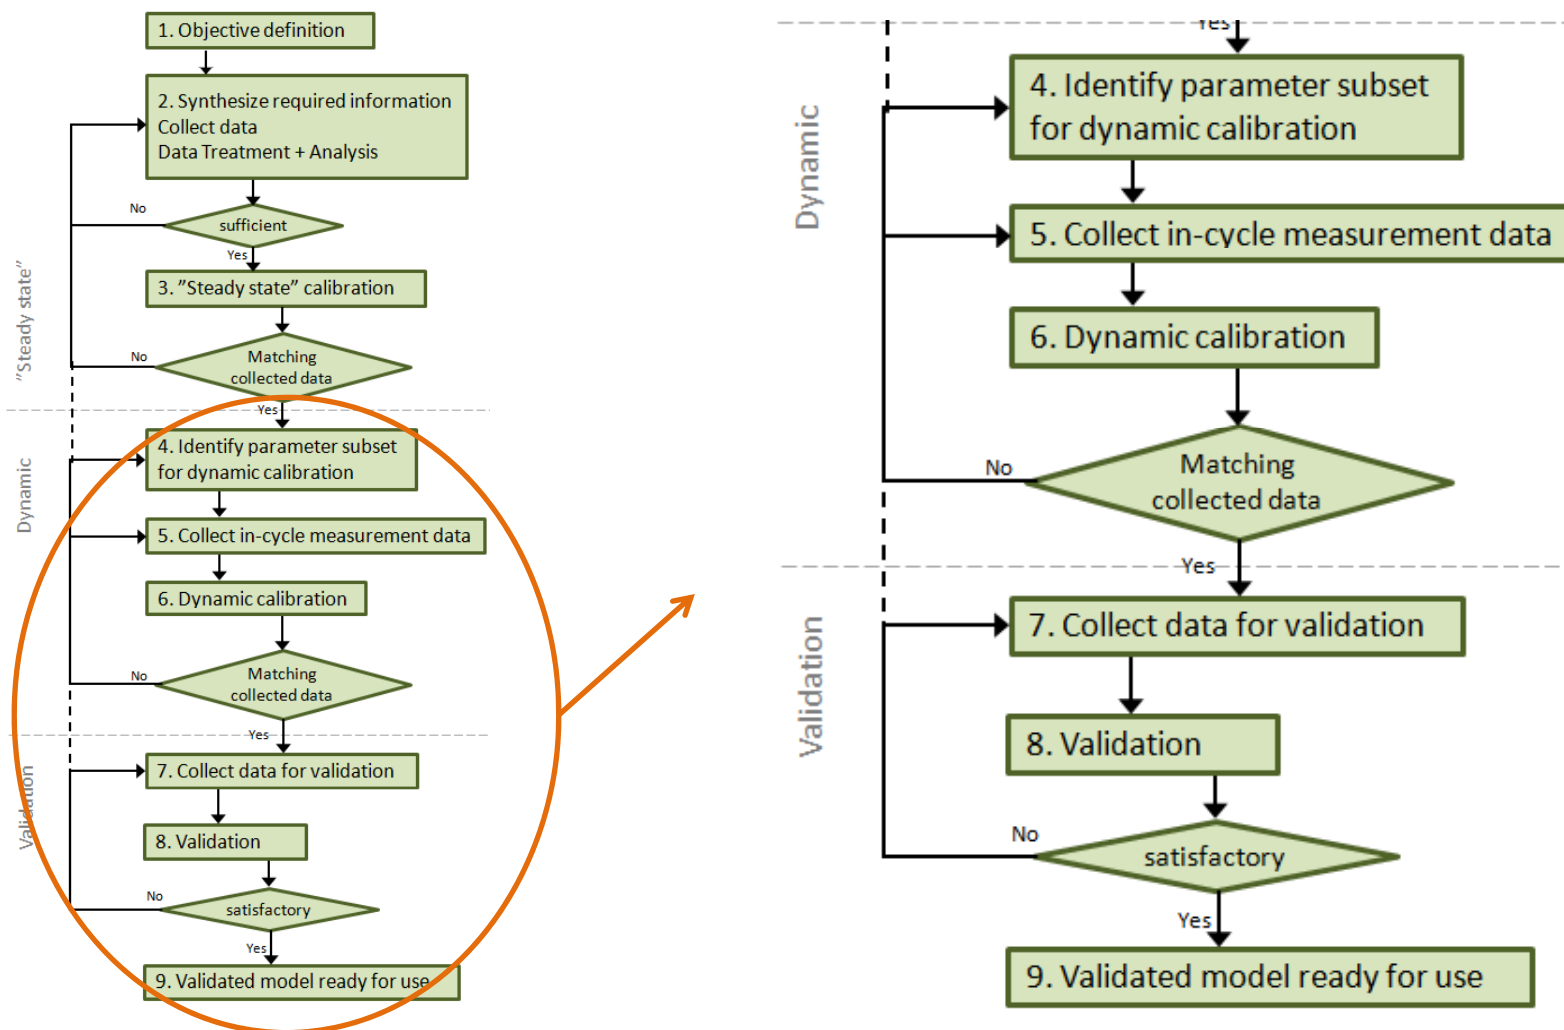 1. Objective definition
2. Synthesize required information
Collect data
Data Treatment + Analysis
No
sufficient
Yes
3. ”Steady state” calibration
”Steady state”
No
Matching
collected data
Yes
4. Identify parameter subset
for dynamic calibration
Dynamic
5. Collect in-cycle measurement data
6. Dynamic calibration
No
Matching
collected data
Yes
7. Collect data for validation
Validation
8. Validation
No
satisfactory
Yes
9. Validated model ready for use
Yes
4. Identify parameter subset
for dynamic calibration
Dynamic
5. Collect in-cycle measurement data
6. Dynamic calibration
No
Matching
collected data
Yes
7. Collect data for validation
Validation
8. Validation
No
satisfactory
Yes
9. Validated model ready for use